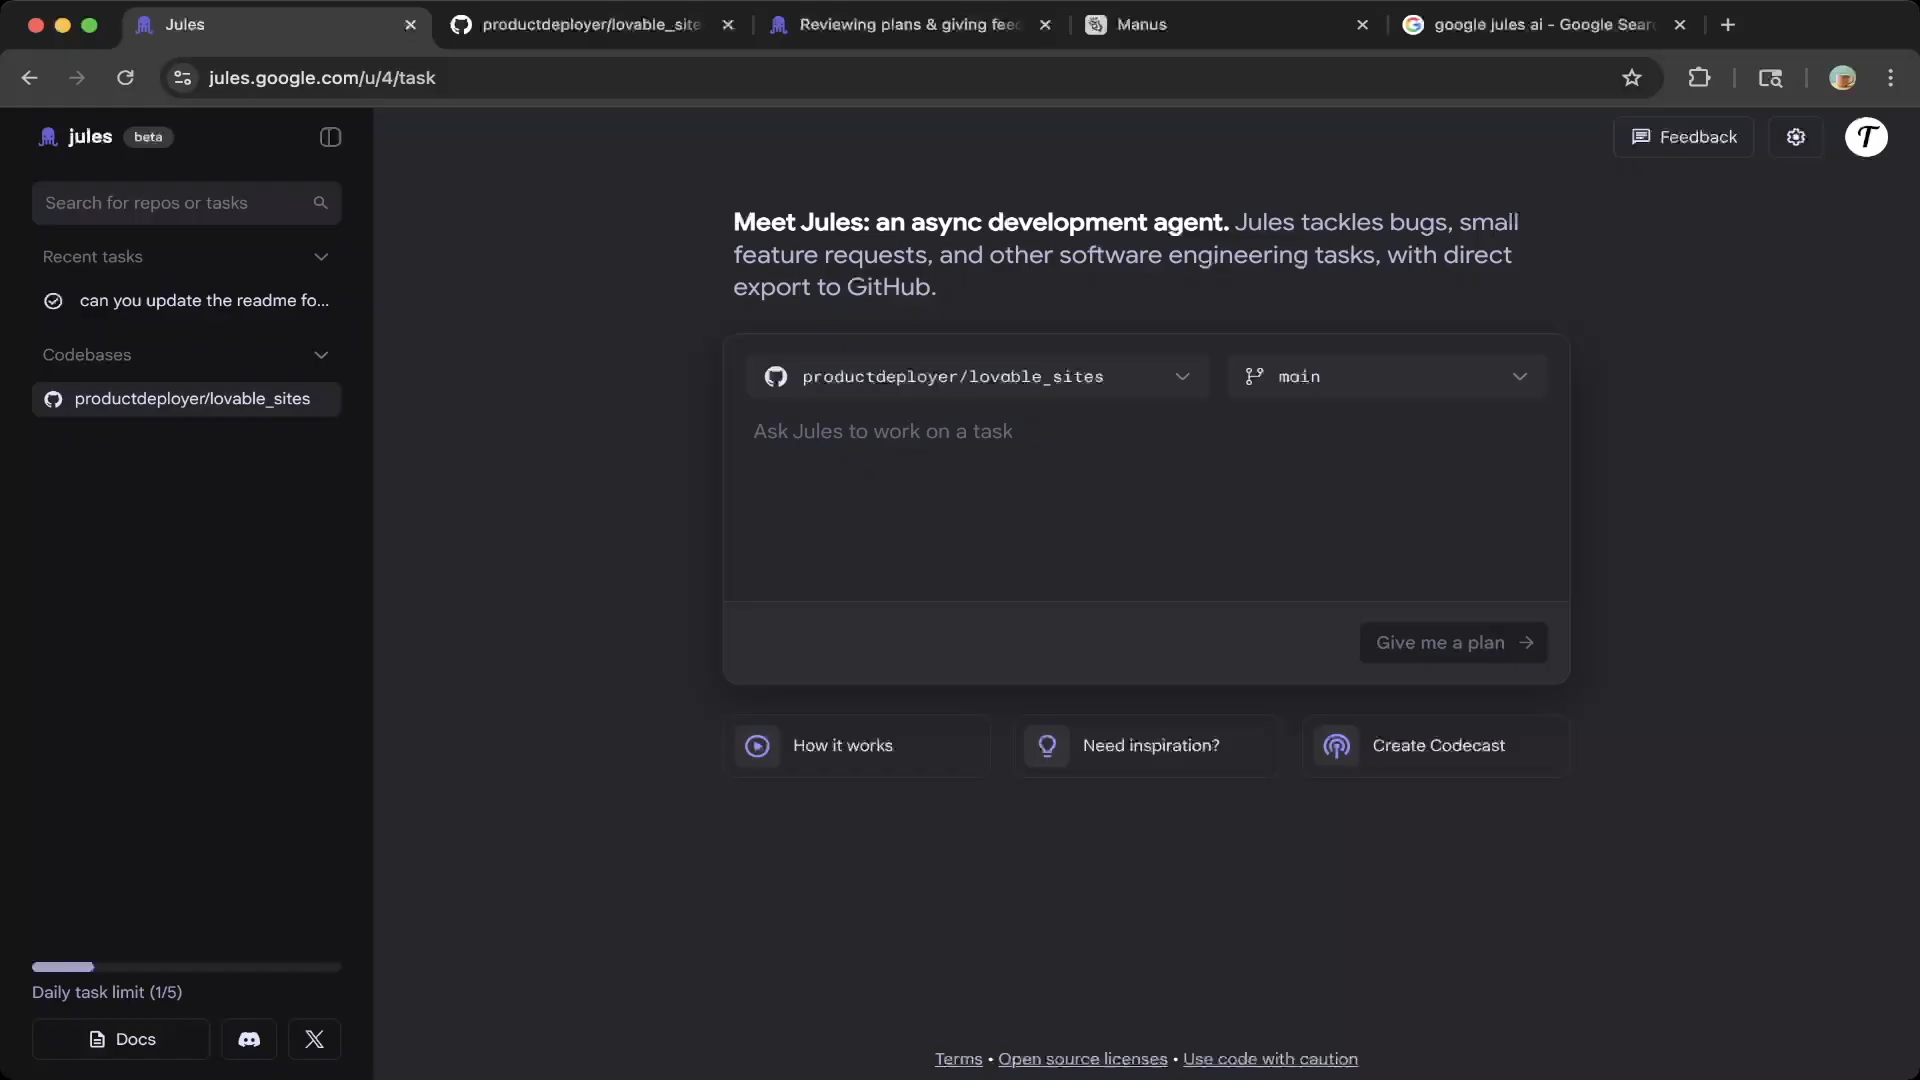 Jules
productdeployer/lovable_site
Reviewing plans & giving feed
Manus
google jules ai - Google Sear
jules.google.com/u/4/task
jules beta
Feedback
T
Search for repos or tasks
Recent tasks
can you update the readme fo...
Codebases
productdeployer/lovable_sites
Meet Jules: an async development agent. Jules tackles bugs, small
feature requests, and other software engineering tasks, with direct
export to GitHub.
productdeployer/lovable_sites
main
Ask Jules to work on a task
Give me a plan
How it works
Need inspiration?
Create Codecast
Daily task limit (1/5)
Docs
Terms • Open source licenses • Use code with caution